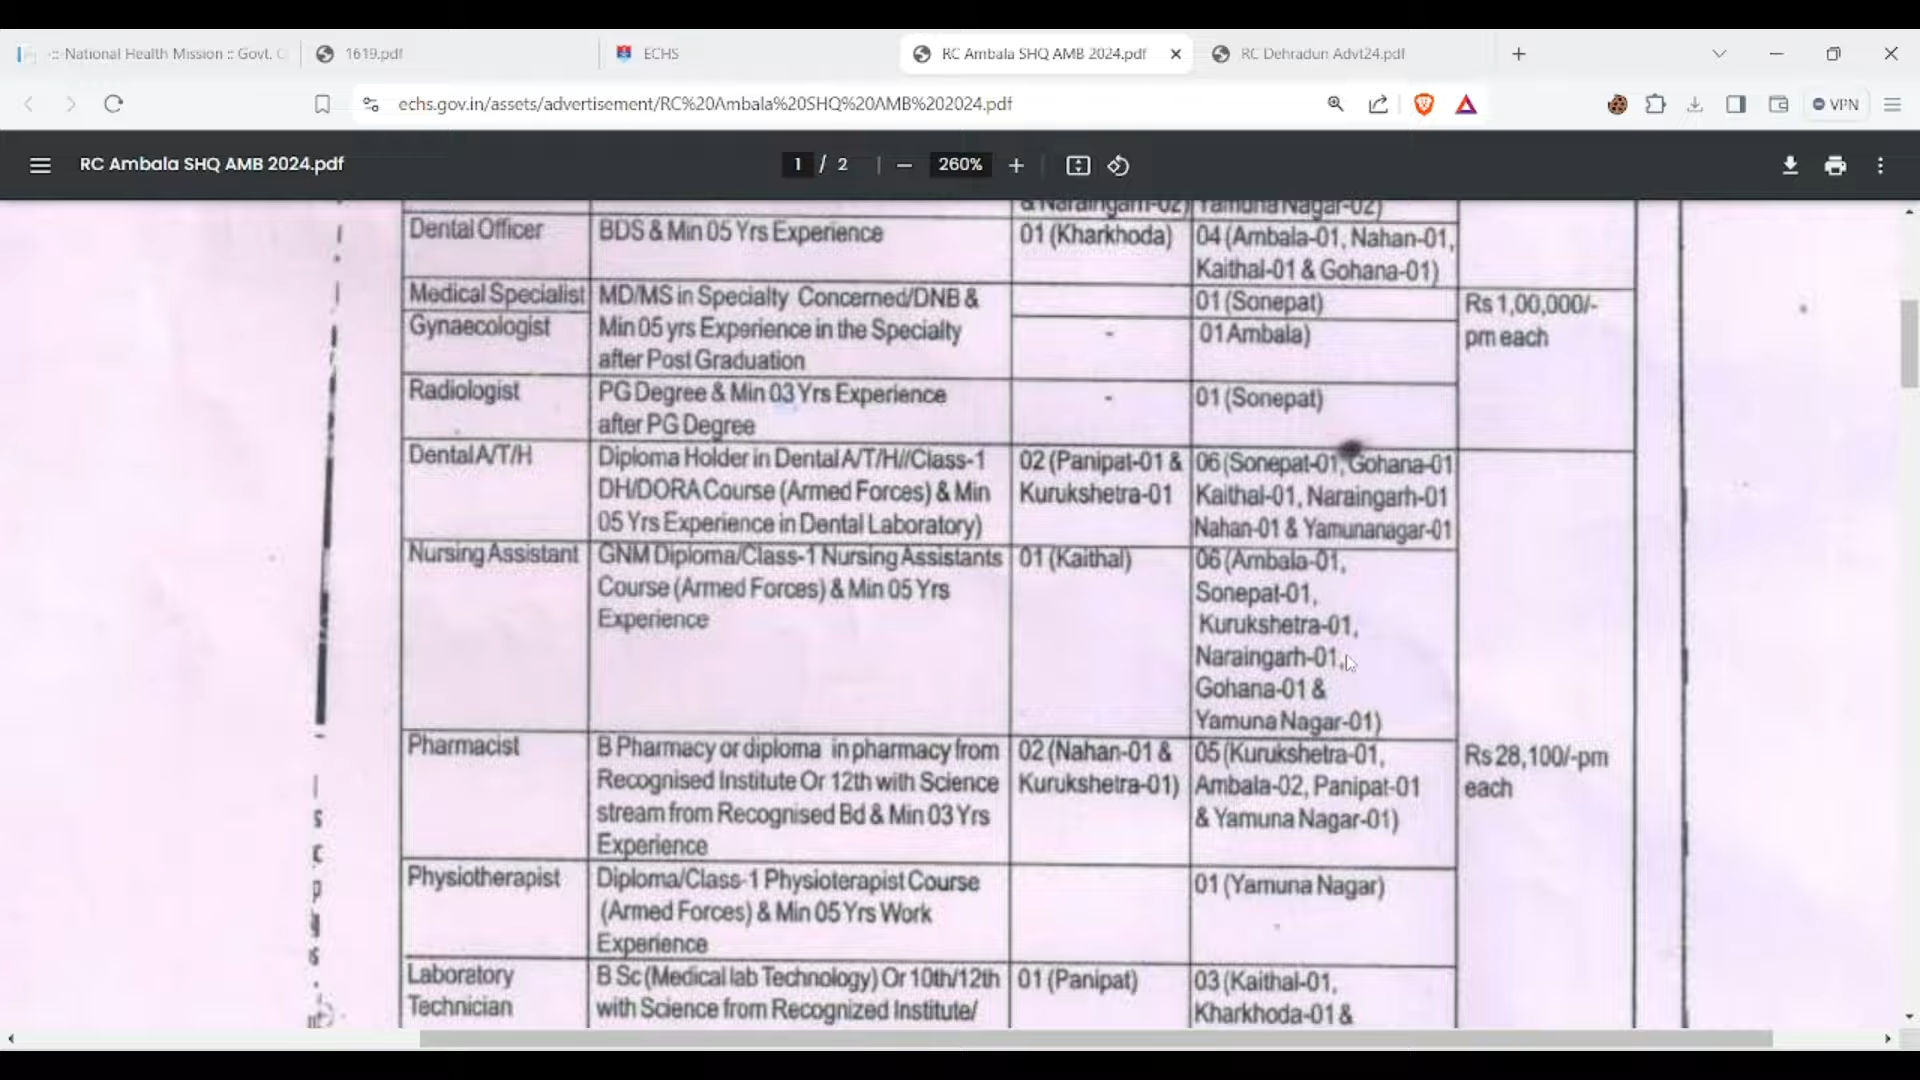 :: National Health Mission :: Govt. C
1619.pdf
ECHS
RC Ambala SHQ AMB 2024.pdf
RC Dehradun Advt24.pdf
echs.gov.in/assets/advertisement/RC%20Ambala%20SHQ%20AMB%202024.pdf
VPN
RC Ambala SHQ AMB 2024.pdf
1 / 2
260%
& Naraingarh-02)
Yamuna Nagar-02)
Dental Officer
BDS & Min 05 Yrs Experience
01 (Kharkhoda)
04 (Ambala-01, Nahan-01,
Kaithal-01 & Gohana-01)
Medical Specialist
Gynaecologist
MD/MS in Specialty Concerned/DNB &
Min 05 yrs Experience in the Specialty
after Post Graduation
-
01 (Sonepat)
01 Ambala)
Rs 1,00,000/-
pm each
Radiologist
PG Degree & Min 03 Yrs Experience
after PG Degree
-
01 (Sonepat)
Dental A/T/H
Diploma Holder in Dental A/T/H//Class-1
DH/DORA Course (Armed Forces) & Min
05 Yrs Experience in Dental Laboratory)
02 (Panipat-01 &
Kurukshetra-01
06 (Sonepat-01, Gohana-01
Kaithal-01, Naraingarh-01
Nahan-01 & Yamunanagar-01
Nursing Assistant
GNM Diploma/Class-1 Nursing Assistants
Course (Armed Forces) & Min 05 Yrs
Experience
01 (Kaithal)
06 (Ambala-01,
Sonepat-01,
Kurukshetra-01,
Naraingarh-01,
Gohana-01 &
Yamuna Nagar-01)
Pharmacist
B Pharmacy or diploma in pharmacy from
Recognised Institute Or 12th with Science
stream from Recognised Bd & Min 03 Yrs
Experience
02 (Nahan-01 &
Kurukshetra-01)
05 (Kurukshetra-01,
Ambala-02, Panipat-01
& Yamuna Nagar-01)
Rs 28,100/-pm
each
Physiotherapist
Diploma/Class-1 Physioterapist Course
(Armed Forces) & Min 05 Yrs Work
Experience
01 (Yamuna Nagar)
Laboratory
Technician
B Sc (Medical lab Technology) Or 10th/12th
with Science from Recognized Institute/
01 (Panipat)
03 (Kaithal-01,
Kharkhoda-01 &